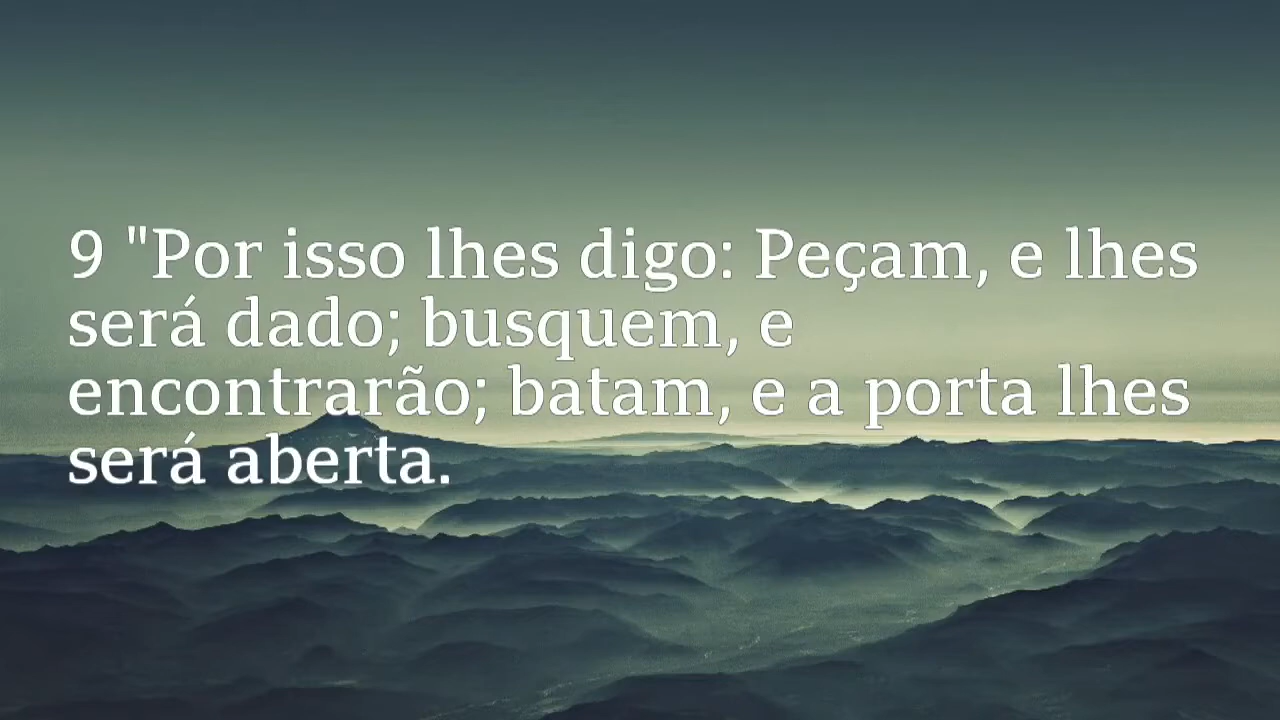 9 "Por isso lhes digo: Peçam, e lhes
será dado; busquem, e
encontrarão; batam, e a porta lhes
será aberta.